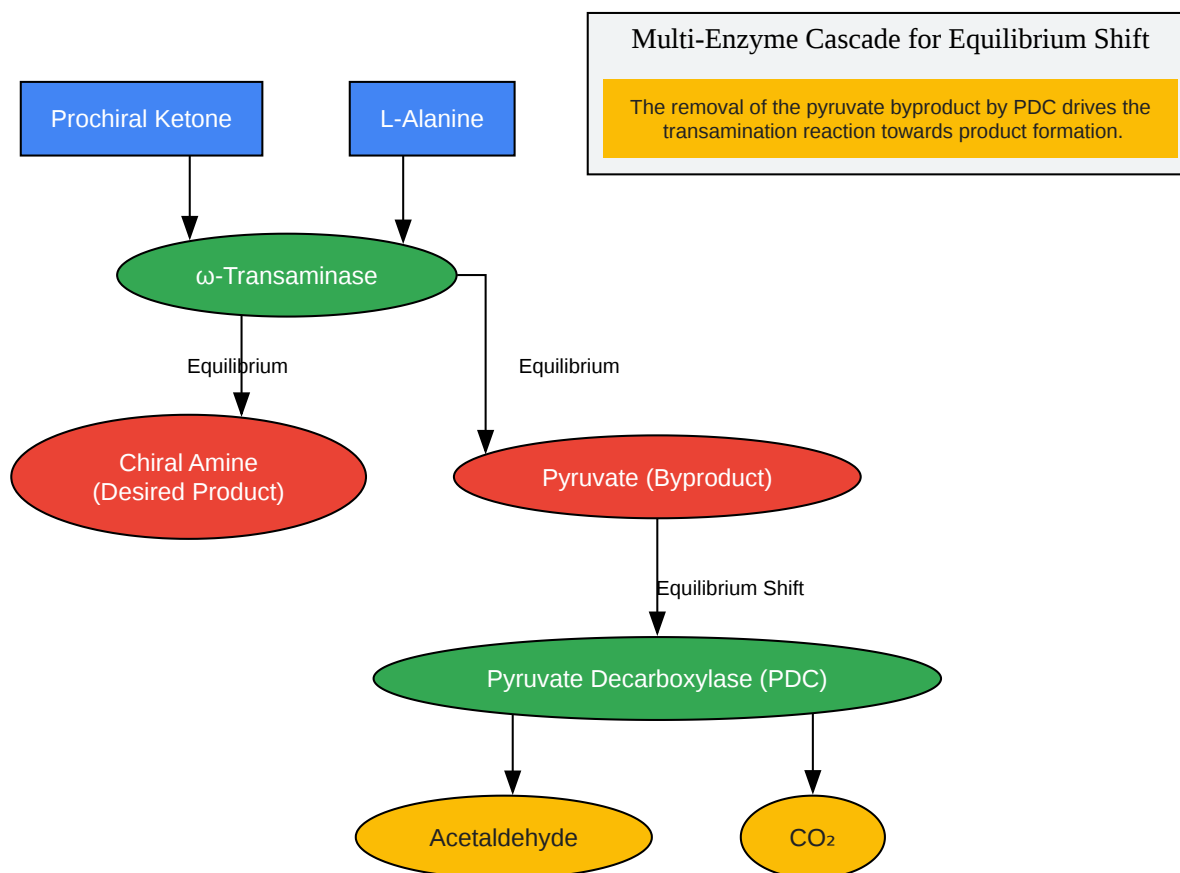 Multi-Enzyme Cascade for Equilibrium Shift
The removal of the pyruvate byproduct by PDC drives the
transamination reaction towards product formation.
Prochiral Ketone
L-Alanine
ω-Transaminase
Equilibrium
Equilibrium
Chiral Amine
(Desired Product)
Pyruvate (Byproduct)
Equilibrium Shift
Pyruvate Decarboxylase (PDC)
Acetaldehyde
CO₂